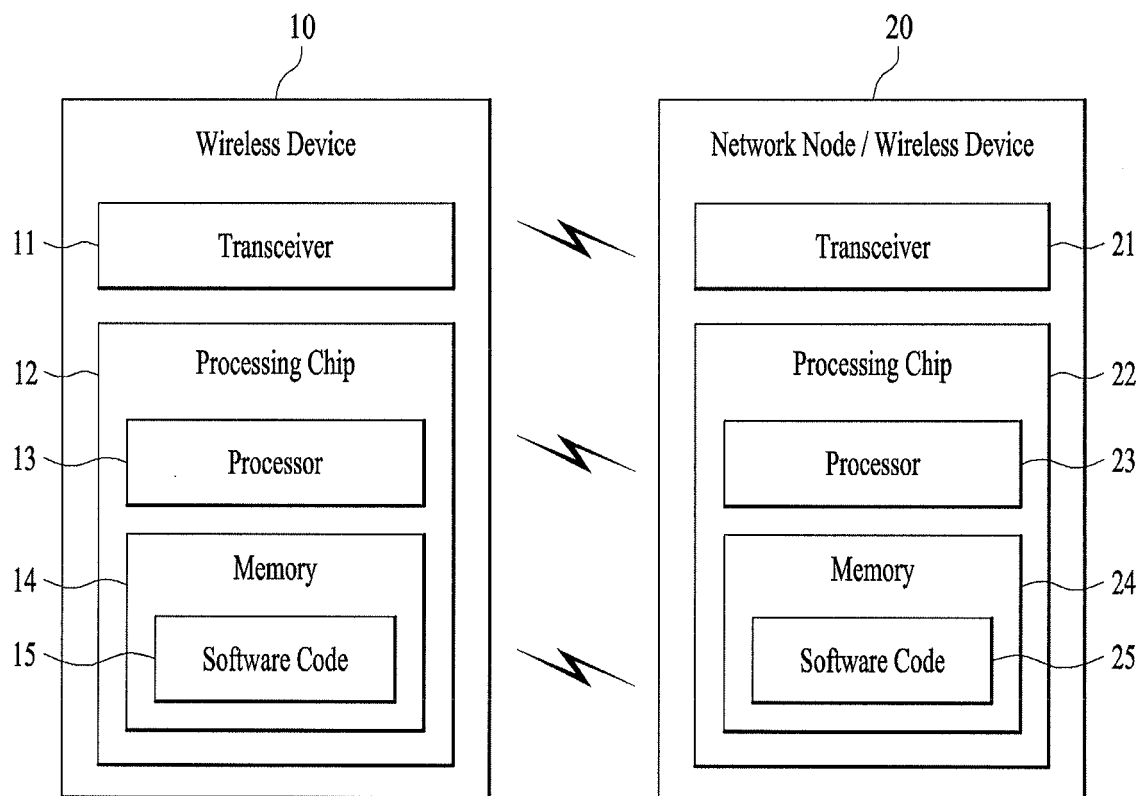 10
20
Wireless Device
Network Node / Wireless Device
11
Transceiver
Transceiver
21
12
Processing Chip
Processing Chip
22
13
Processor
Processor
23
14
Memory
Memory
24
15
Software Code
Software Code
25